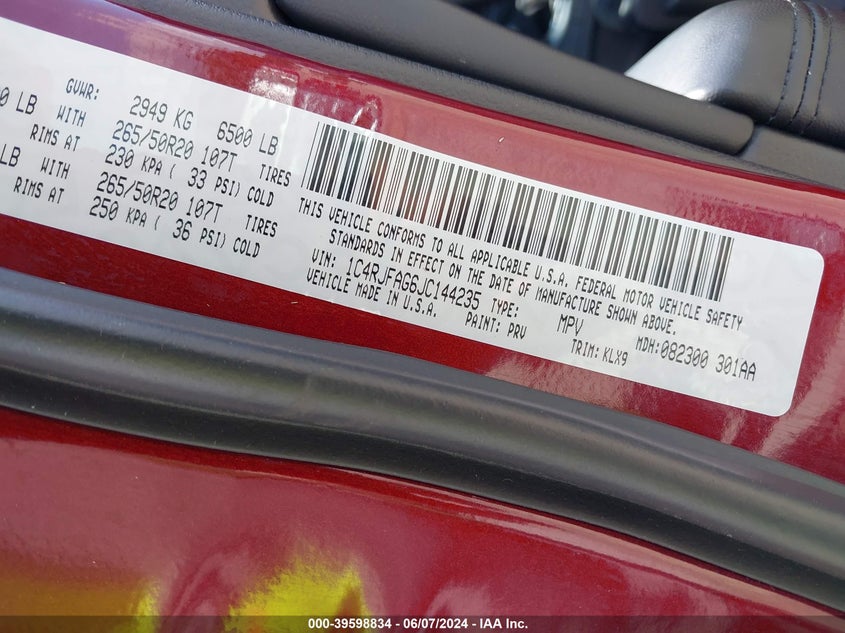 GVWR: 2949 KG 6500 LB
0 LB WITH 265/50R20 107T TIRES
RIMS AT 230 KPA ( 33 PSI) COLD
LB WITH 265/50R20 107T TIRES
RIMS AT 250 KPA ( 36 PSI) COLD
THIS VEHICLE CONFORMS TO ALL APPLICABLE U.S.A. FEDERAL MOTOR VEHICLE SAFETY
STANDARDS IN EFFECT ON THE DATE OF MANUFACTURE SHOWN ABOVE.
VIN: 1C4RJFAG6JC144235 TYPE: MPV MDH:082300 301AA
VEHICLE MADE IN U.S.A. PAINT: PRV TRIM: KLX9
000-39598834 - 06/07/2024 - IAA Inc.